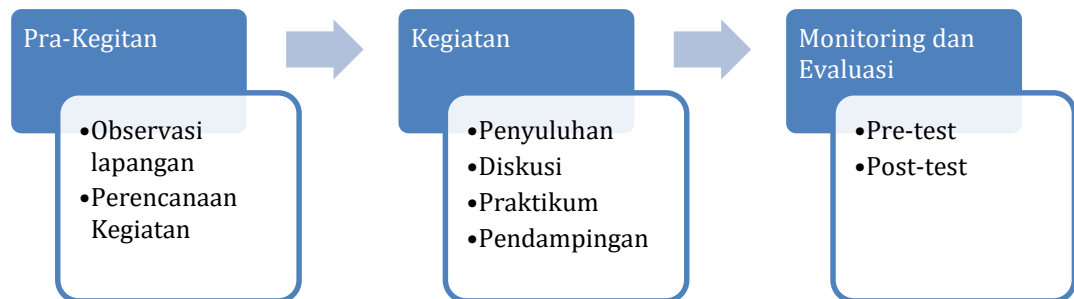 Pra-Kegitan
•Observasi
lapangan
•Perencanaan
Kegiatan
Kegiatan
•Penyuluhan
•Diskusi
•Praktikum
•Pendampingan
Monitoring dan
Evaluasi
•Pre-test
•Post-test